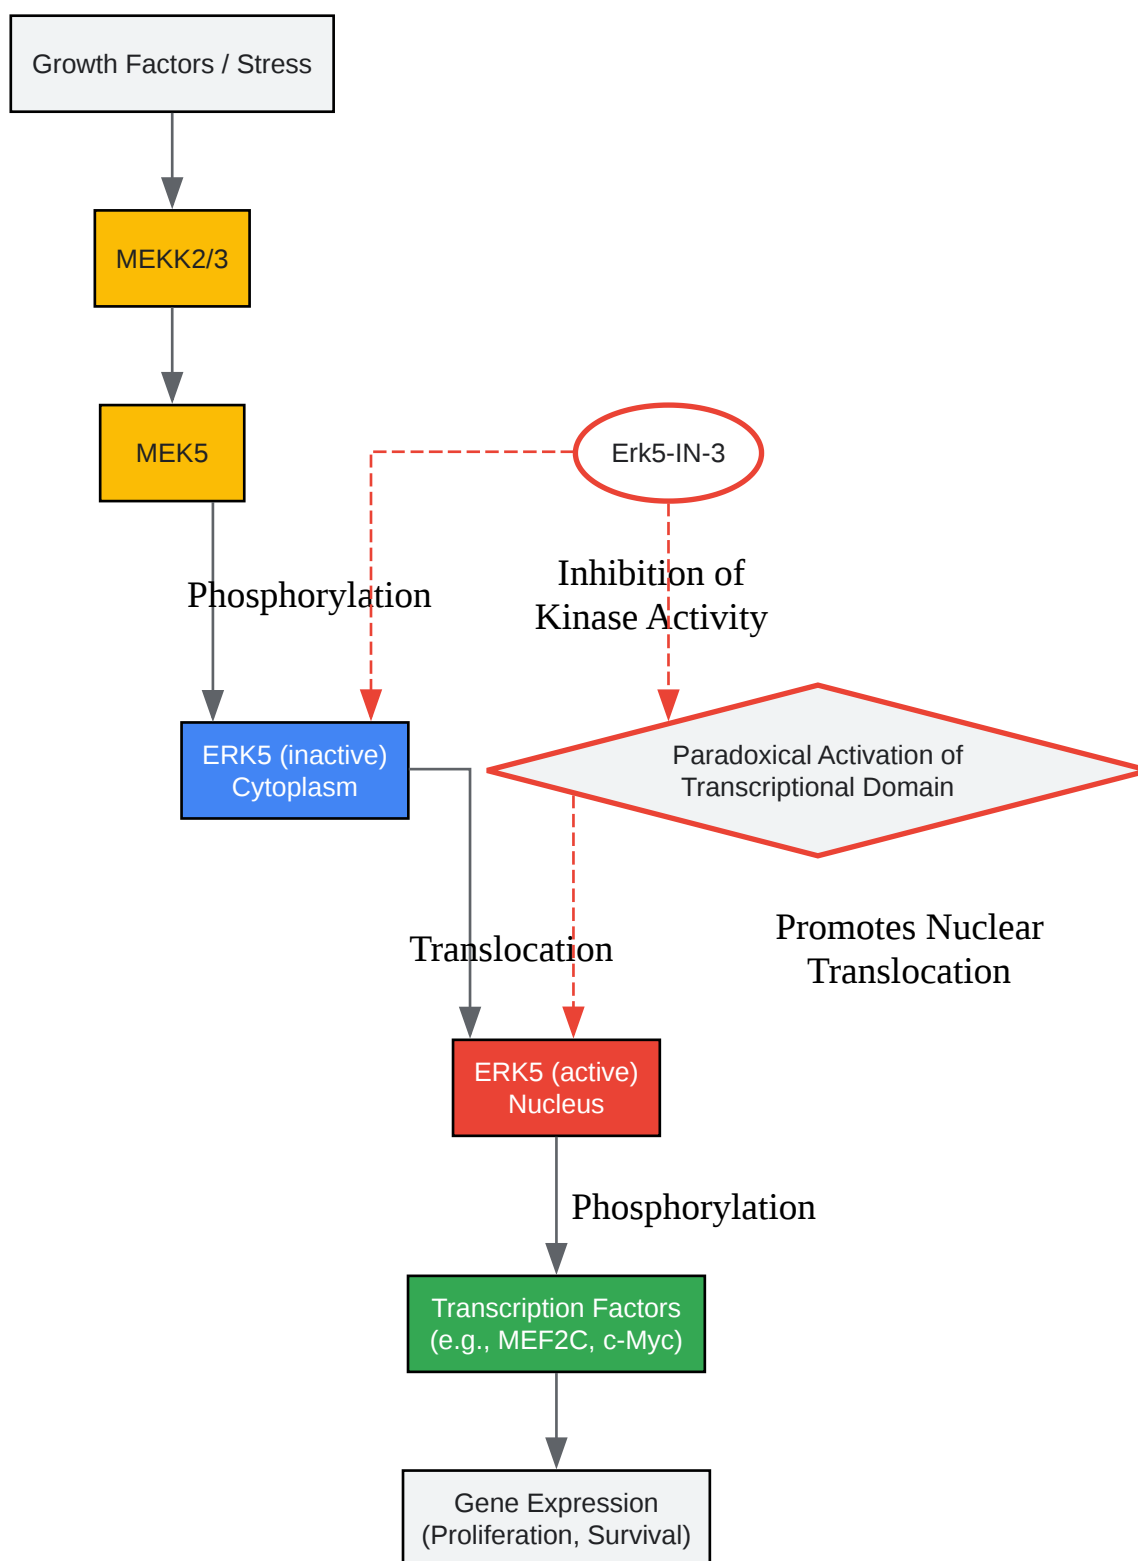 Growth Factors / Stress
MEKK2/3
MEK5
Erk5-IN-3
Phosphorylation
Inhibition of
Kinase Activity
ERK5 (inactive)
Cytoplasm
Paradoxical Activation of
Transcriptional Domain
Translocation
Promotes Nuclear
Translocation
ERK5 (active)
Nucleus
Phosphorylation
Transcription Factors
(e.g., MEF2C, c-Myc)
Gene Expression
(Proliferation, Survival)